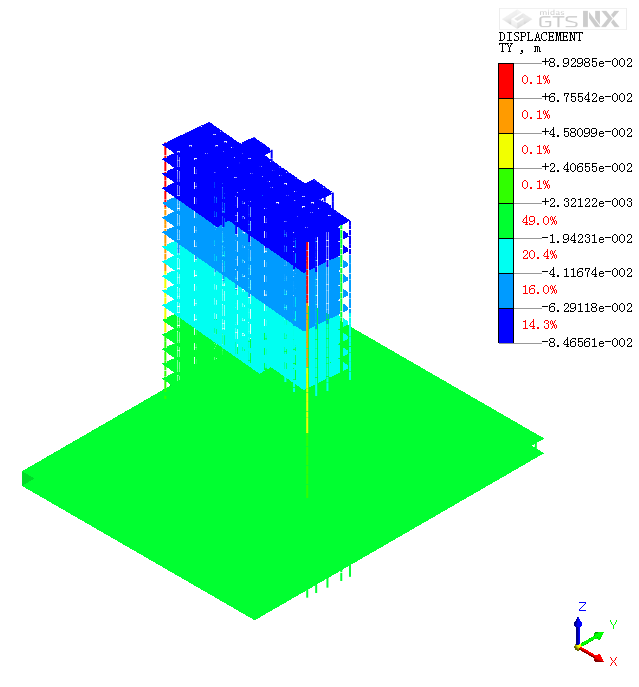 midas
GTS NX
DISPLACEMENT
TY , m
+8.92985e-002
0.1%
+6.75542e-002
0.1%
+4.58099e-002
0.1%
+2.40655e-002
0.1%
+2.32122e-003
49.0%
-1.94231e-002
20.4%
-4.11674e-002
16.0%
-6.29118e-002
14.3%
-8.46561e-002
Z
Y
X